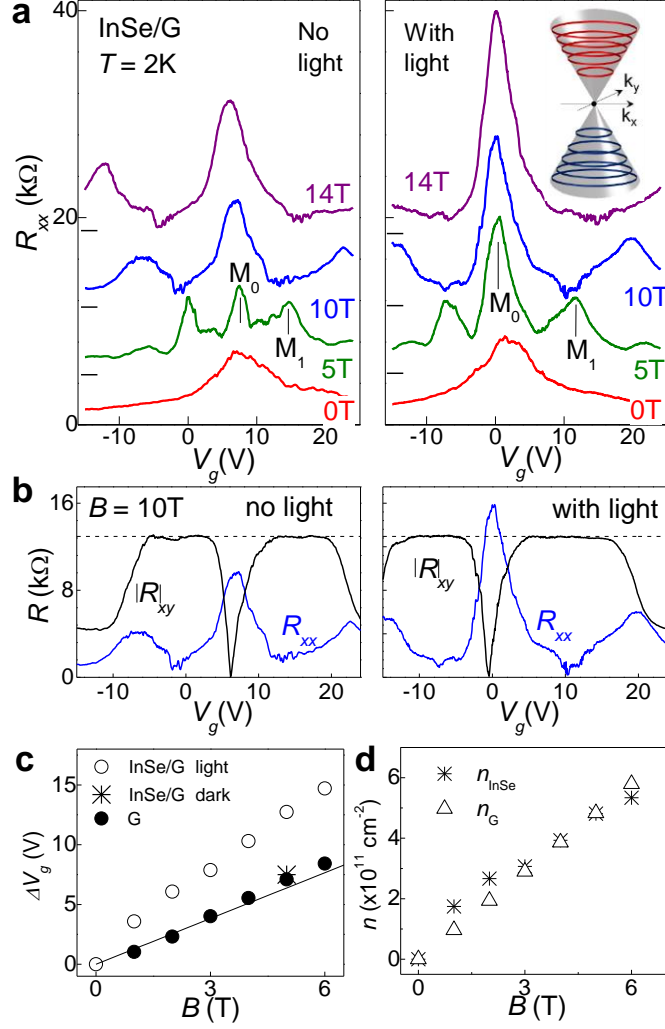 a
InSe/G
T = 2K
No
light
With
light
k_y
k_x
40
20
0
R_xx (kΩ)
14T
10T
5T
0T
M_0
M_1
14T
10T
5T
0T
M_0
M_1
-10 0 10 20
V_g (V)
-10 0 10 20
V_g (V)
b
B = 10T
no light
with light
16
8
0
R (kΩ)
|R|_xy
R_xx
|R|_xy
R_xx
-10 0 10 20
V_g (V)
-10 0 10 20
V_g (V)
c
InSe/G light
InSe/G dark
G
15
10
5
0
ΔV_g (V)
0 3 6
B (T)
d
n_InSe
n_G
6
4
2
0
n (x10^11 cm^-2)
0 2 4 6
B (T)